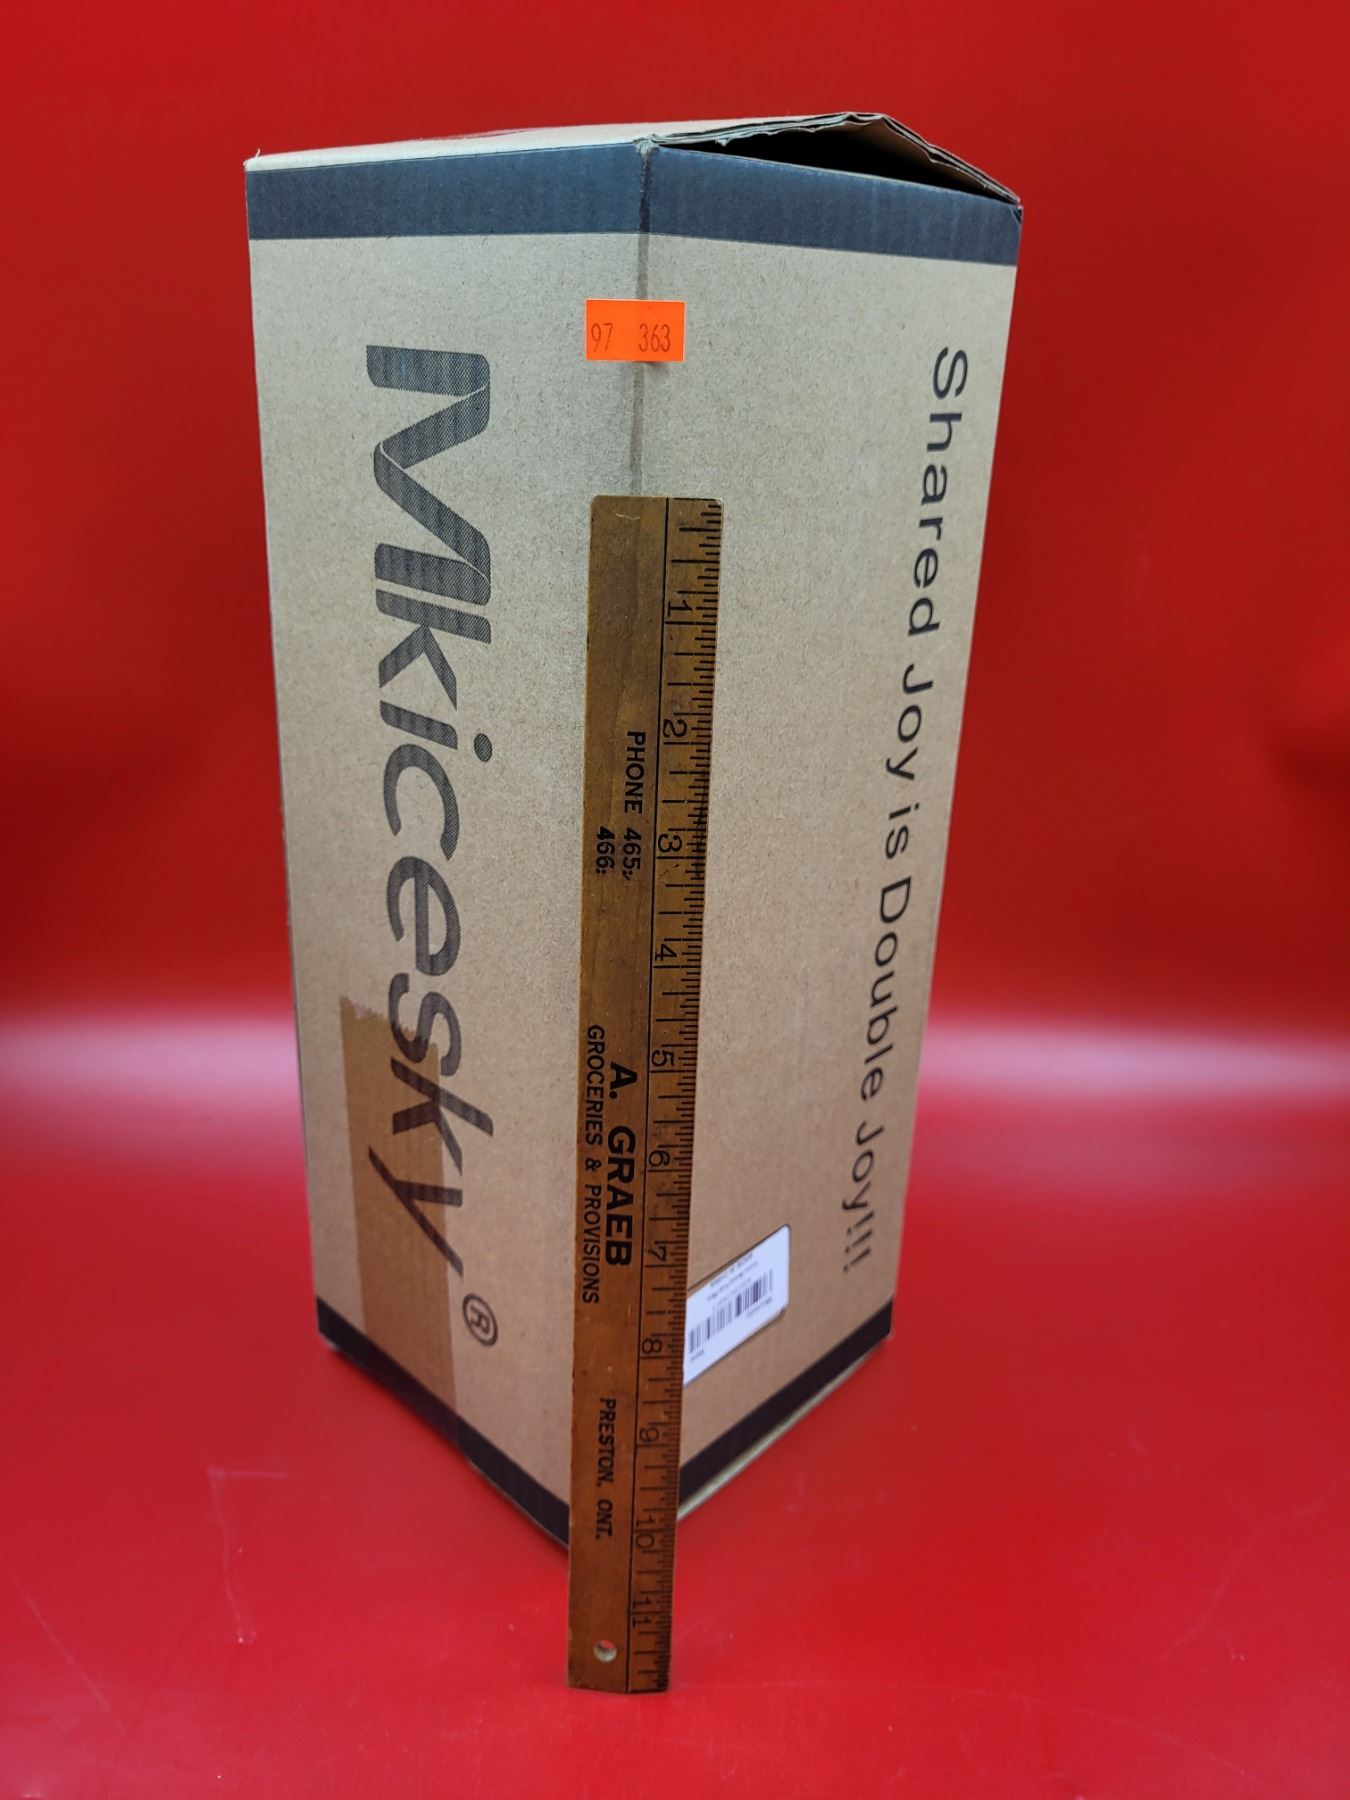 97 363
Mkicesky®
Shared Joy is Double Joy!!!
PHONE 465
466
A. GRAEB
GROCERIES & PROVISIONS
PRESTON, ONT.
1 2 3 4 5 6 7 8 9 10 11